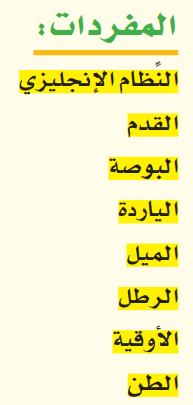 المفردات:
النِّظام الإنجليزي
القدم
البوصة
الياردة
الميل
الرطل
الأوقية
الطن